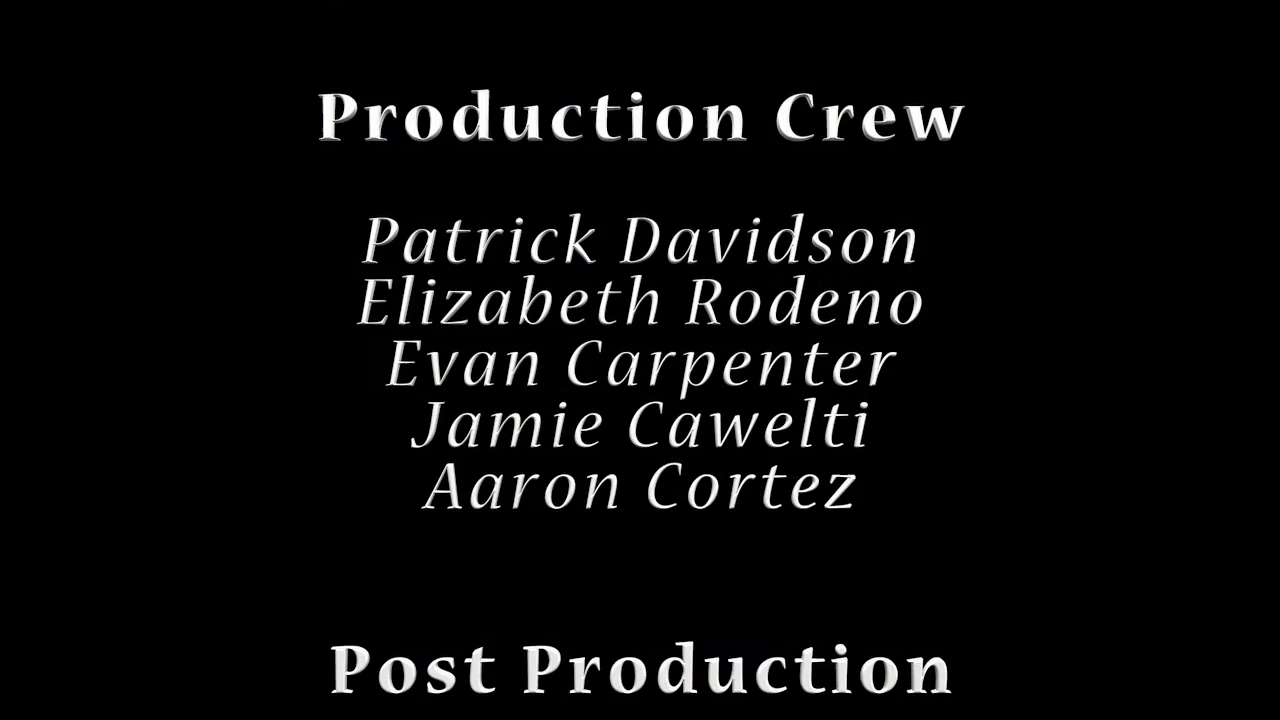 Production Crew
Patrick Davidson
Elizabeth Rodeno
Evan Carpenter
Jamie Cawelti
Aaron Cortez
Post Production